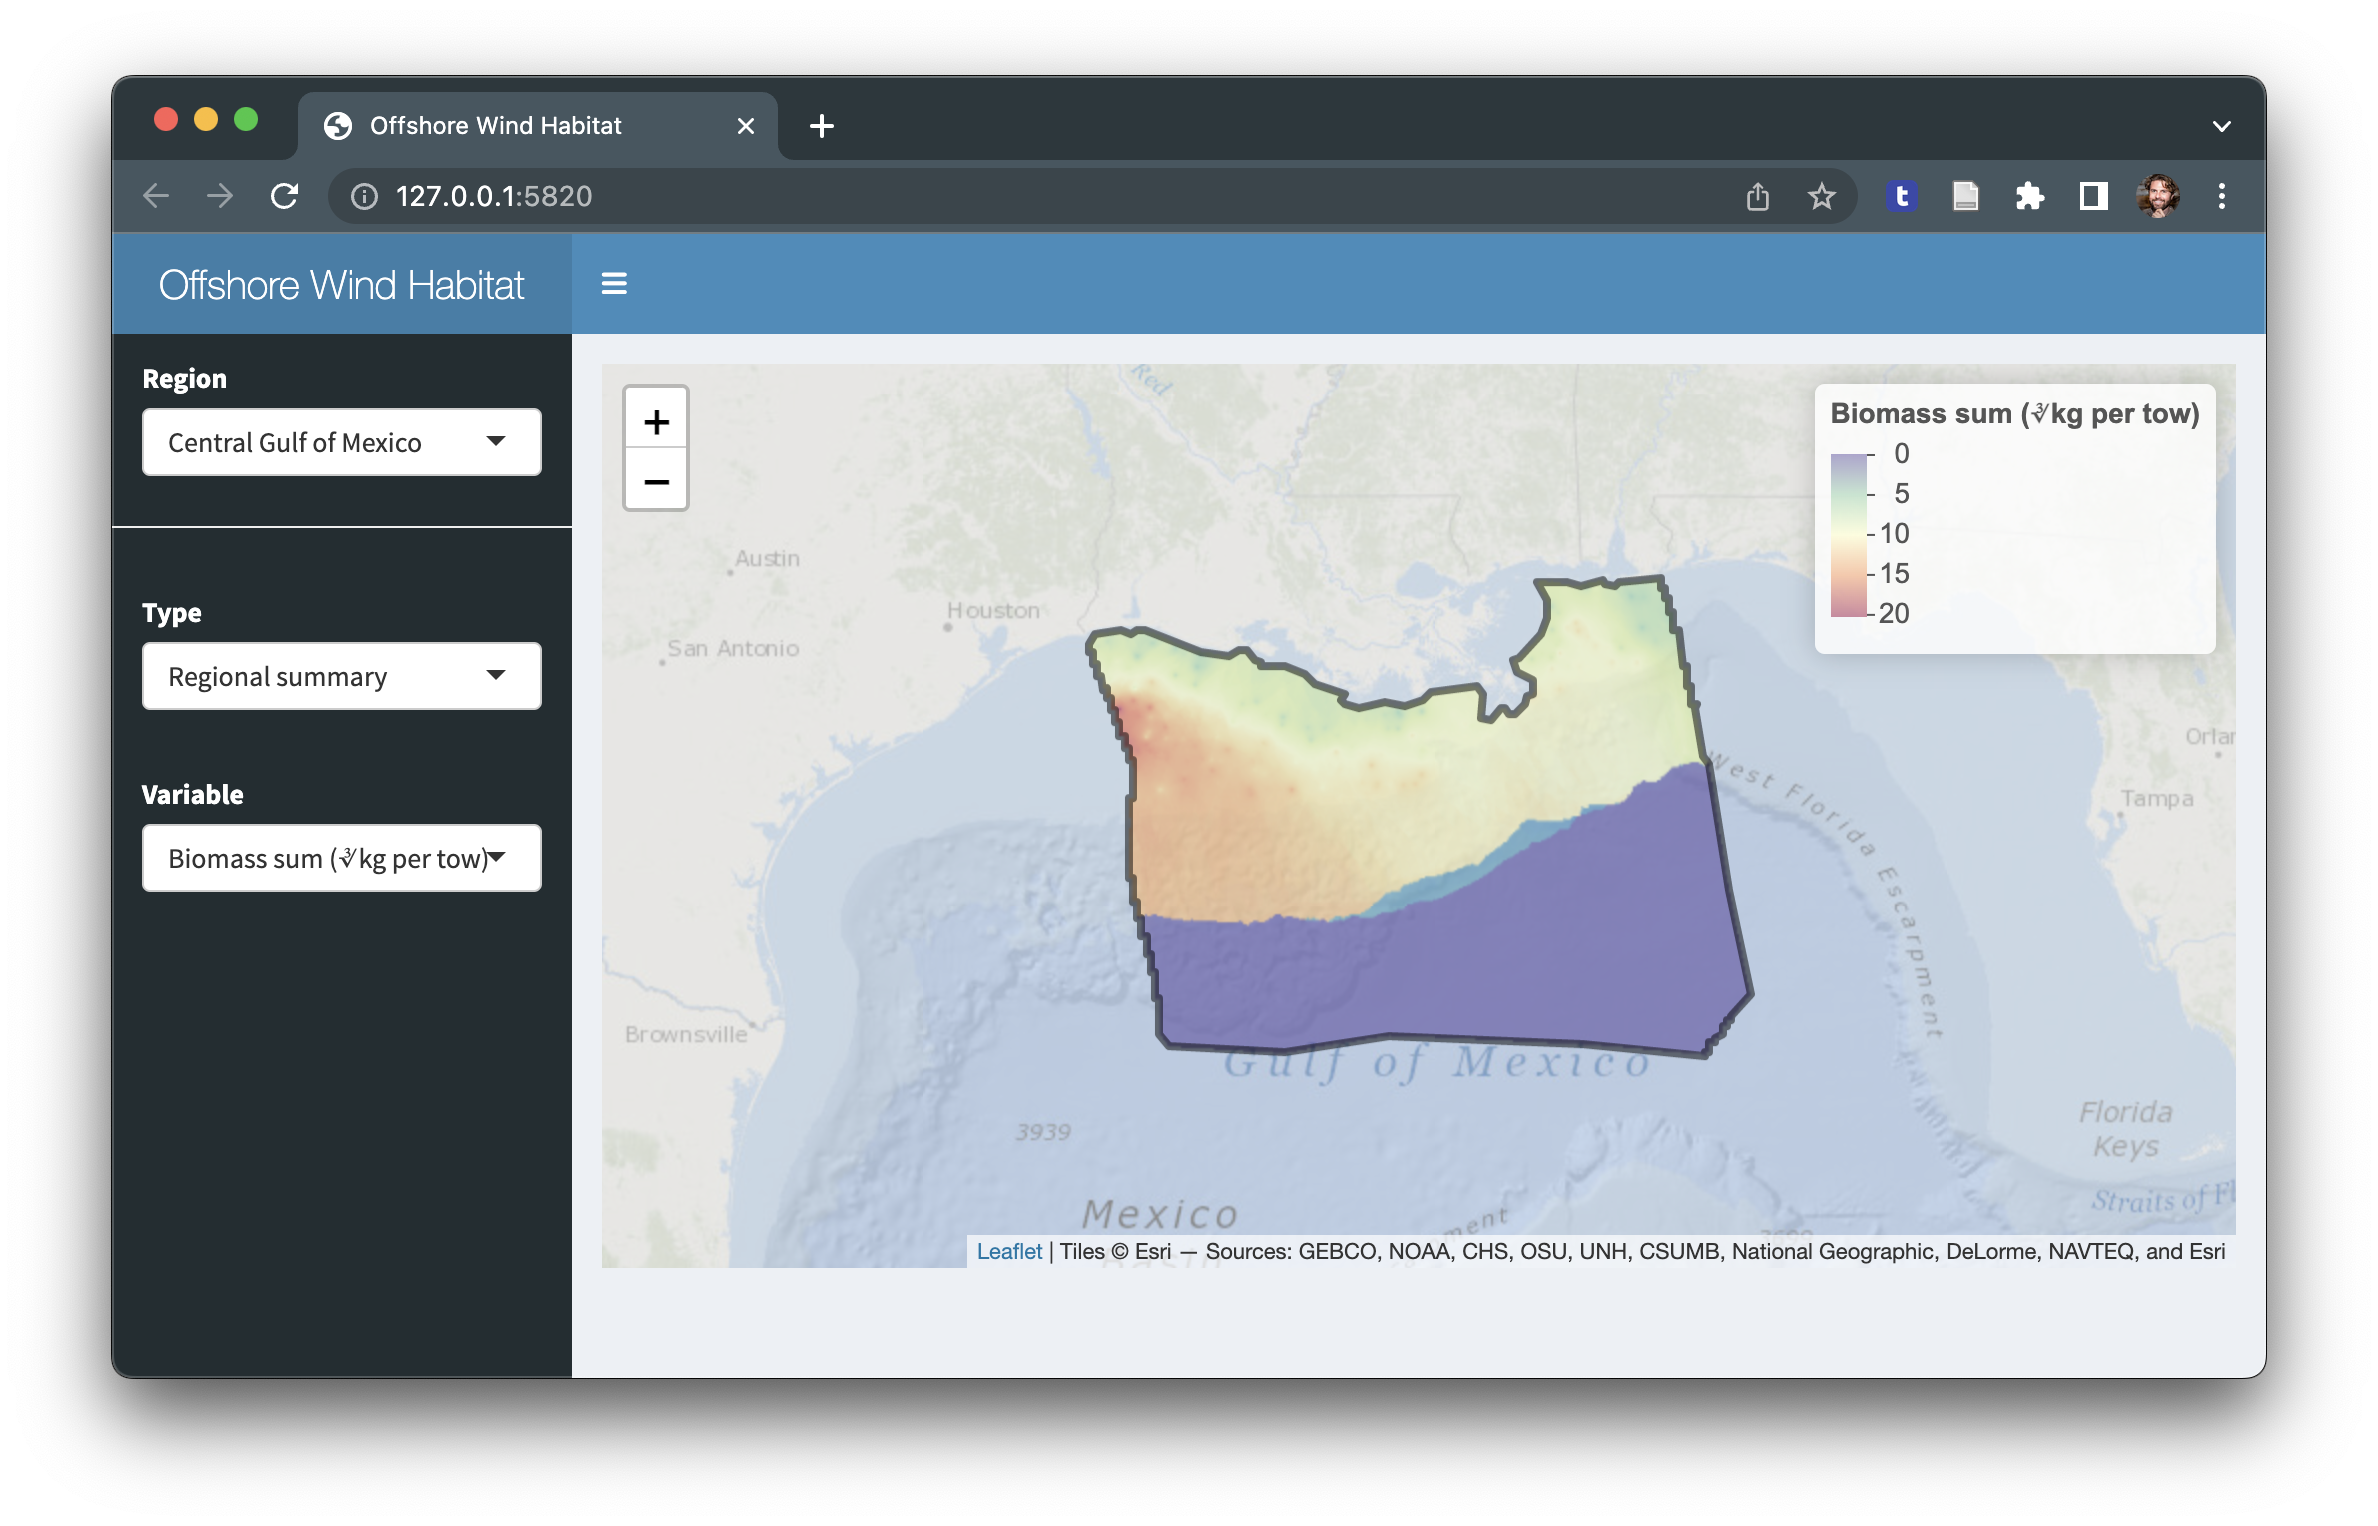 Offshore Wind Habitat
127.0.0.1:5820
t
Offshore Wind Habitat
Region
Central Gulf of Mexico
Type
Regional summary
Variable
Biomass sum (∛kg per tow)
+
−
Red
Biomass sum (∛kg per tow)
0
5
10
15
20
Austin
Houston
San Antonio
Orlan
Tampa
West Florida Escarpment
Brownsville
Gulf of Mexico
3939
Florida
Keys
Mexico
Basin
Straits of Fl
Leaflet | Tiles © Esri — Sources: GEBCO, NOAA, CHS, OSU, UNH, CSUMB, National Geographic, DeLorme, NAVTEQ, and Esri